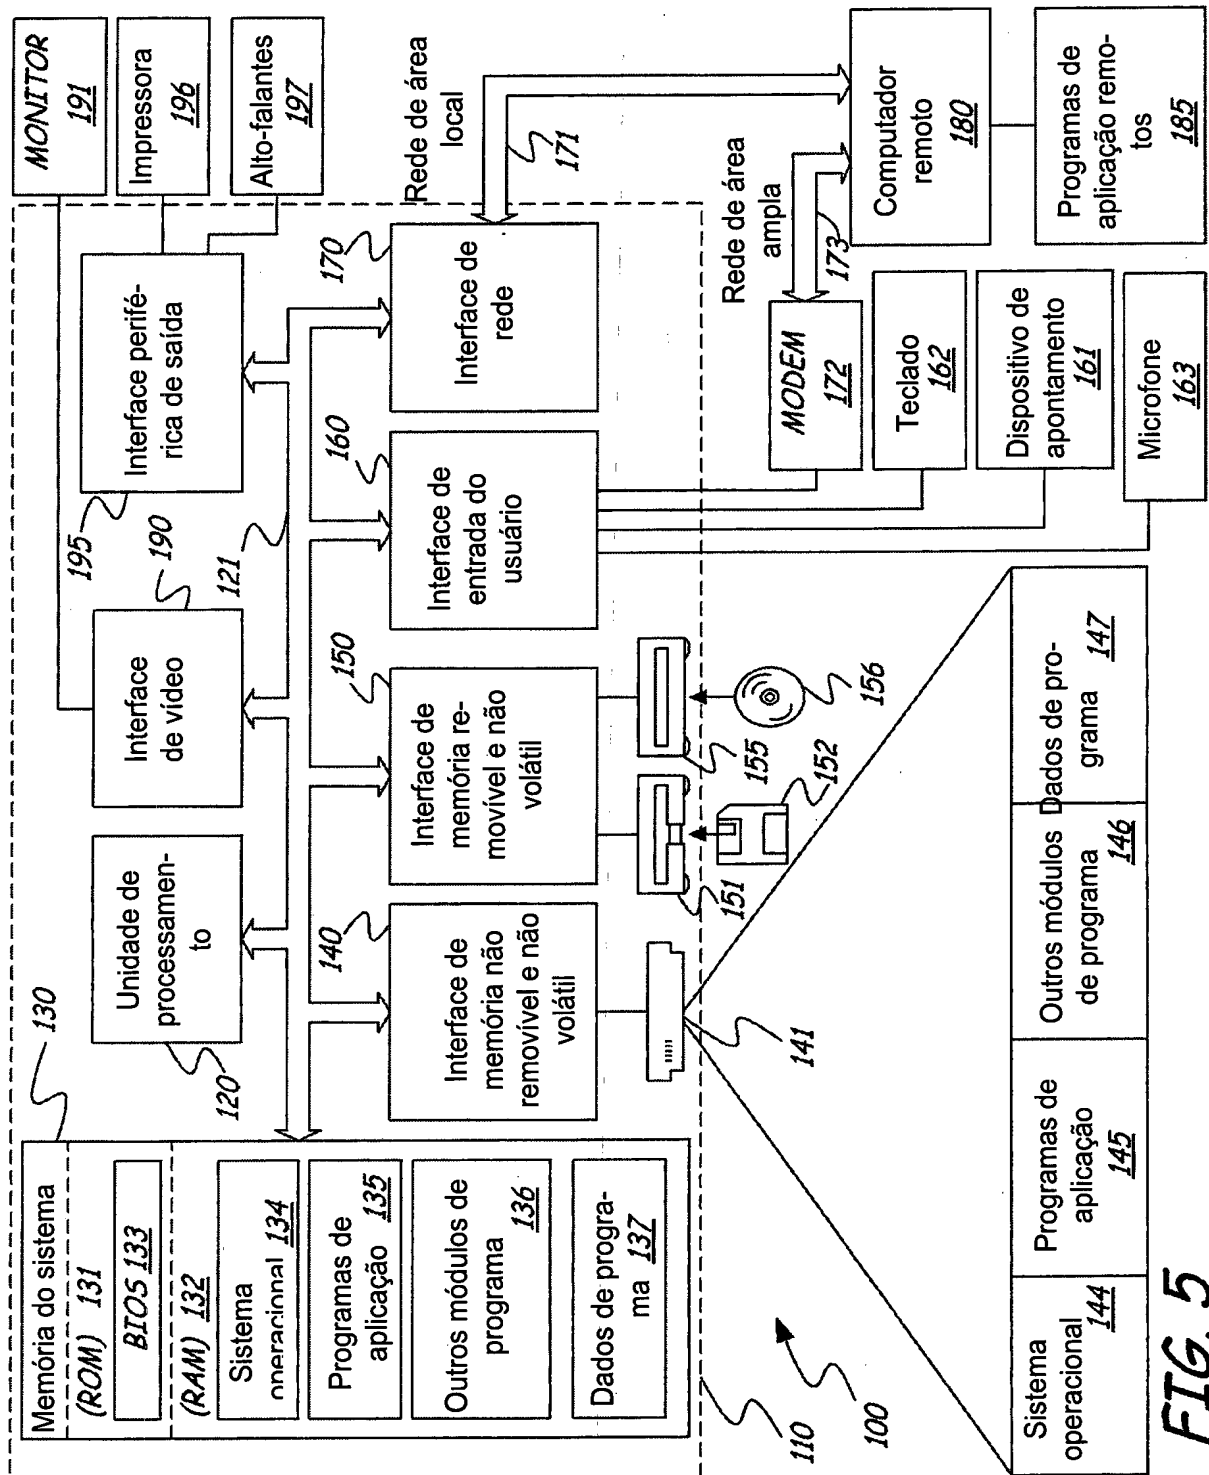 Memória do sistema
(ROM) 131
BIOS 133
(RAM) 132
Sistema
operacional 134
Programas de
aplicação 135
Outros módulos de
programa 136
Dados de progra-
ma 137
130
Unidade de
processamen-
to
120
Interface
de vídeo
190
Interface perifé-
rica de saída
195
121
MONITOR
191
Impressora
196
Alto-falantes
197
Interface de
memória não
removível e não
volátil
140
Interface de
memória re-
movível e não
volátil
150
Interface de
entrada do
usuário
160
Interface de
rede
170
Rede de área
local
171
141
151
152
155
156
Rede de área
ampla
173
MODEM
172
Teclado
162
Dispositivo de
apontamento
161
Microfone
163
Computador
remoto
180
Programas de
aplicação remo-
tos
185
110
100
Sistema
operacional
144
Programas de
aplicação
145
Outros módulos
de programa
146
Dados de pro-
grama
147
FIG. 5